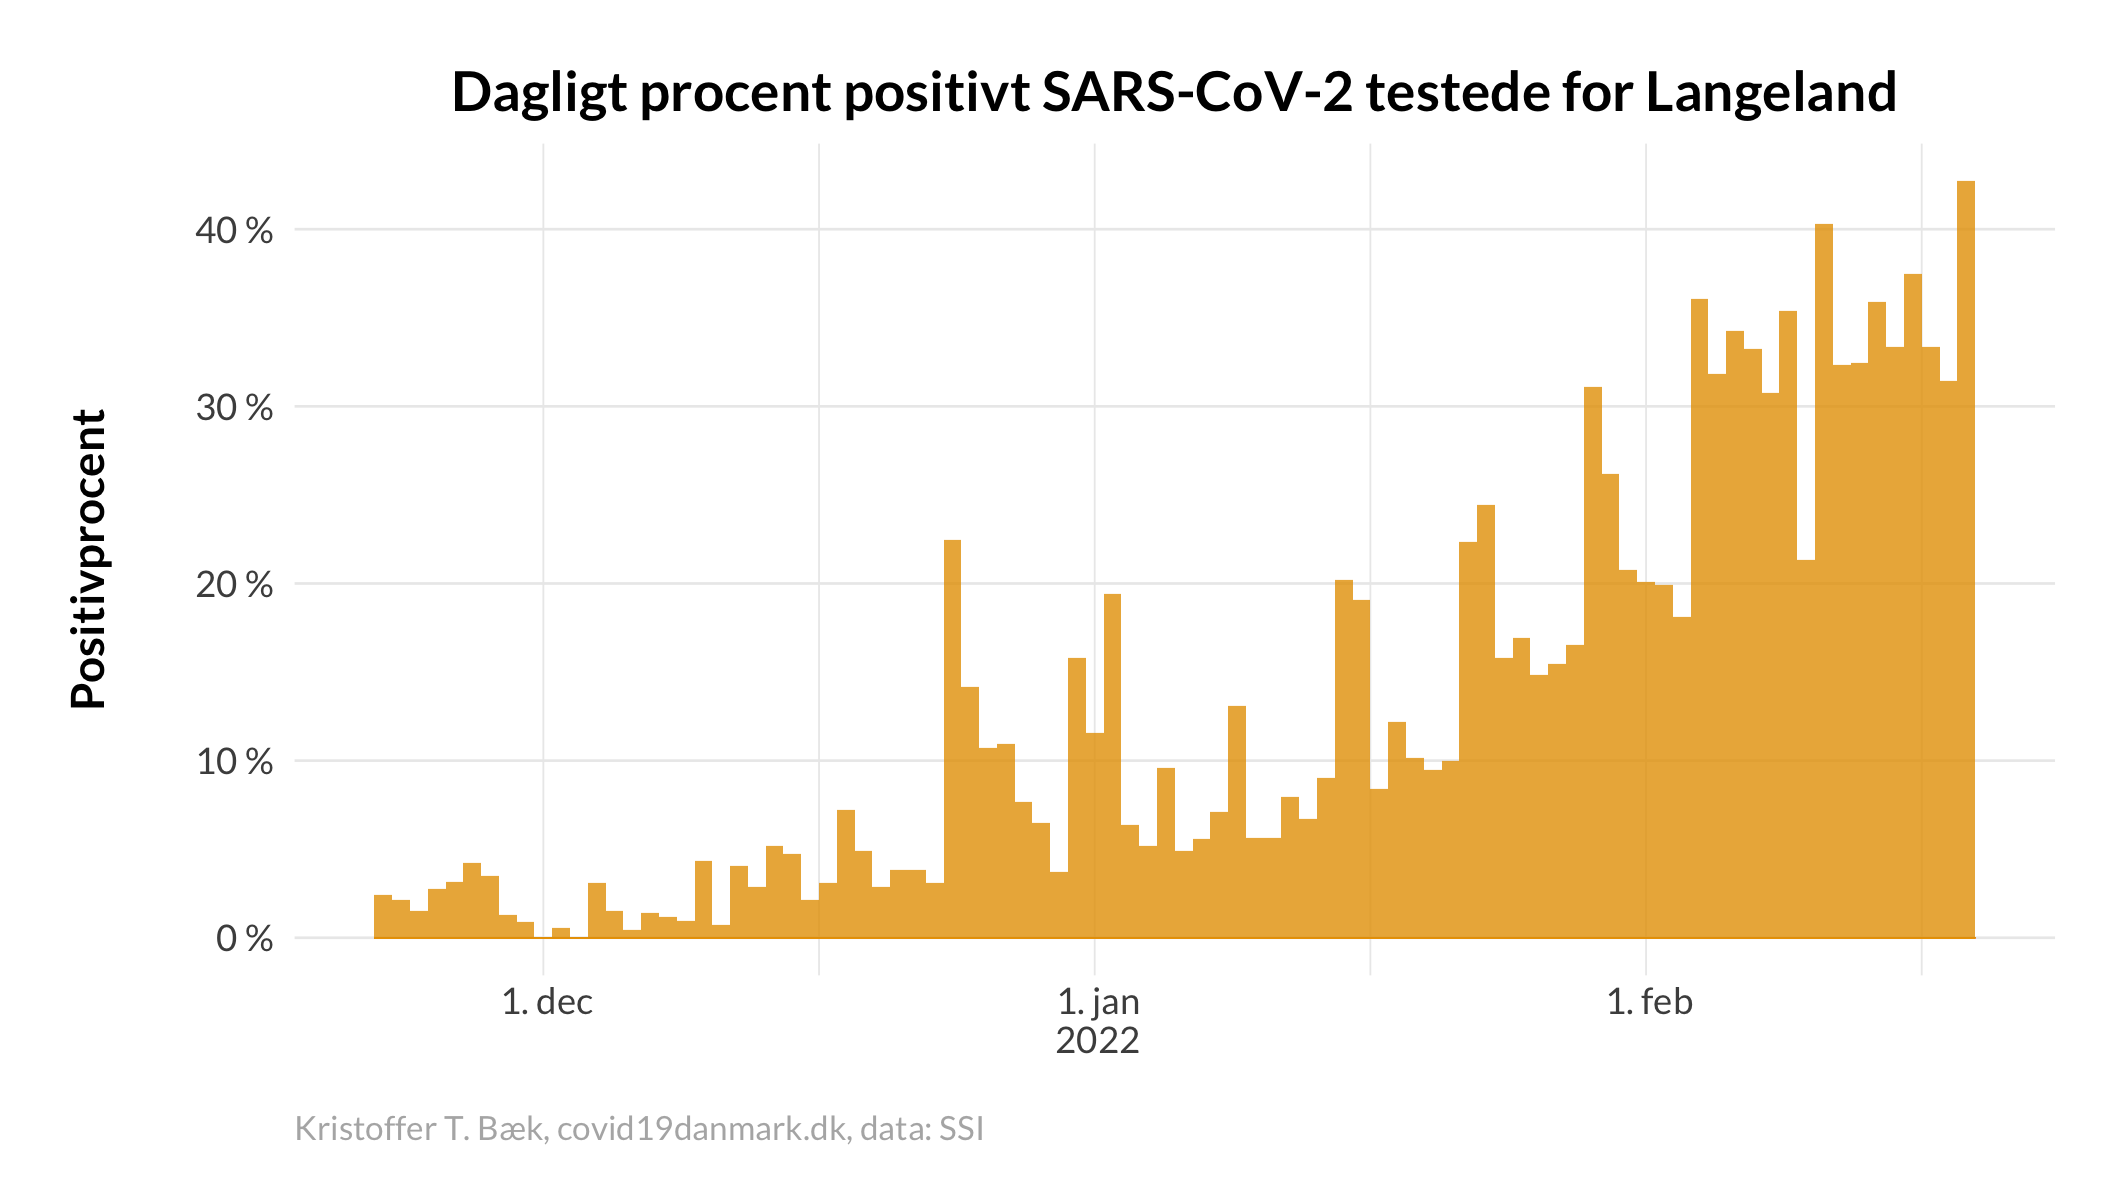 Dagligt procent positivt SARS-CoV-2 testede for Langeland
Positivprocent
40 %
30 %
20 %
10 %
0 %
1. dec
1. jan
2022
1. feb
Kristoffer T. Bæk, covid19danmark.dk, data: SSI